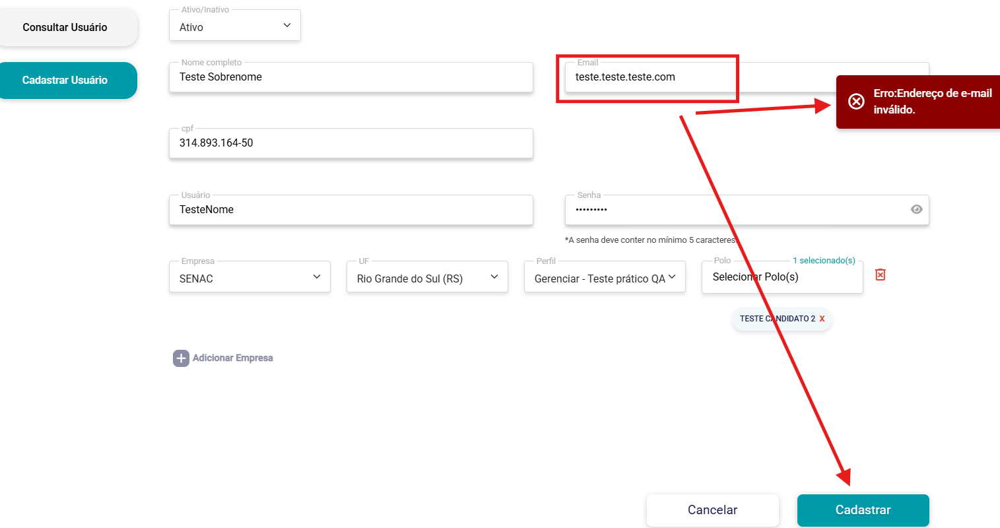 Consultar Usuário
Cadastrar Usuário
Ativo/Inativo
Ativo
Nome completo
Teste Sobrenome
Email
teste.teste.teste.com
Erro:Endereço de e-mail
inválido.
cpf
314.893.164-50
Usuário
TesteNome
Senha
•••••••••
*A senha deve conter no mínimo 5 caracteres.
Empresa
SENAC
UF
Rio Grande do Sul (RS)
Perfil
Gerenciar - Teste prático QA
Polo
1 selecionado(s)
Selecionar Polo(s)
TESTE CANDIDATO 2 X
Adicionar Empresa
Cancelar
Cadastrar